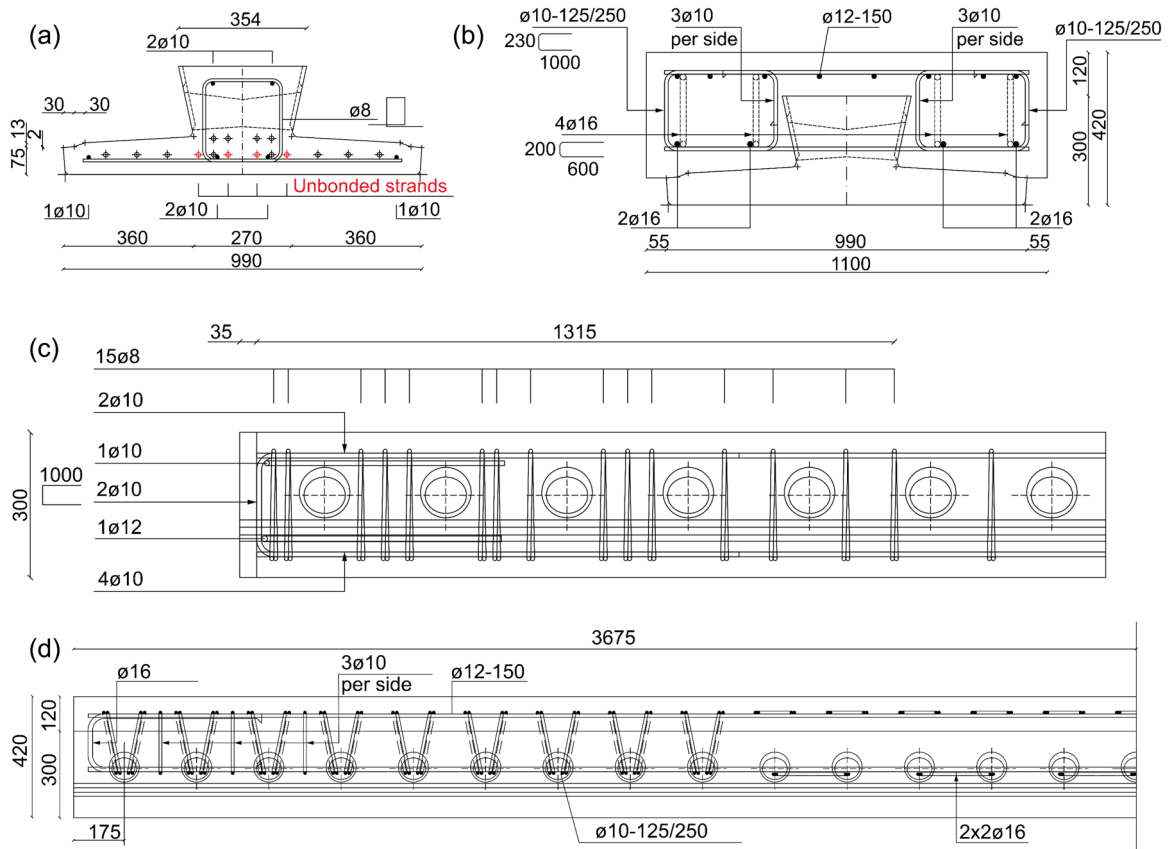 (a)
354
2ø10
30
30
ø8
75
13
2
Unbonded strands
1ø10
2ø10
1ø10
360
270
360
990
(b)
ø10-125/250
230
1000
3ø10
per side
ø12-150
3ø10
per side
ø10-125/250
120
300
420
4ø16
200
600
2ø16
2ø16
55
990
55
1100
(c)
35
1315
15ø8
2ø10
1ø10
1000
2ø10
1ø12
4ø10
300
(d)
3675
ø16
3ø10
per side
ø12-150
420
120
300
175
ø10-125/250
2x2ø16